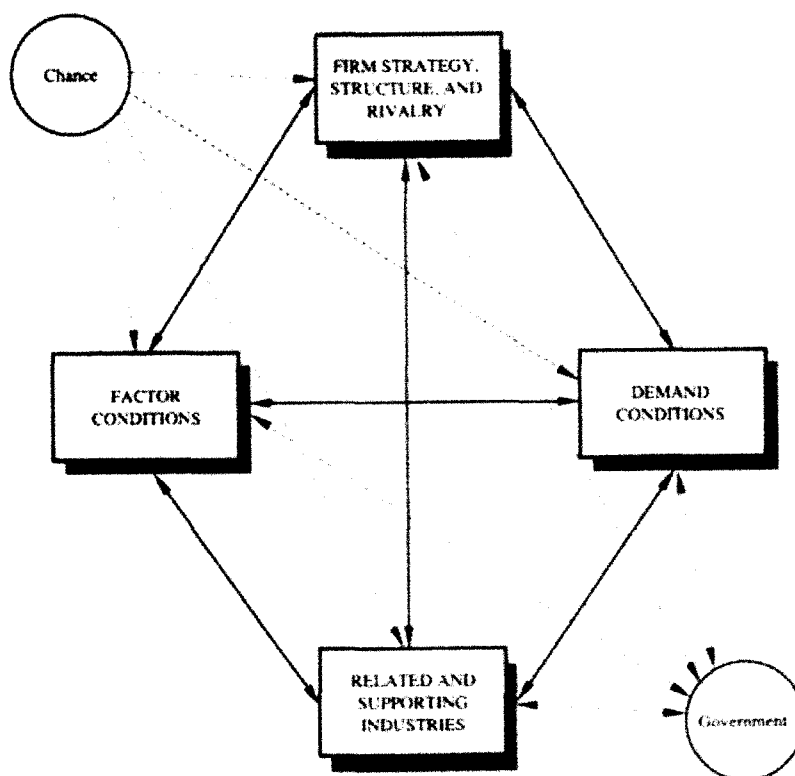 Chance
FIRM STRATEGY,
STRUCTURE, AND
RIVALRY
FACTOR
CONDITIONS
DEMAND
CONDITIONS
RELATED AND
SUPPORTING
INDUSTRIES
Government